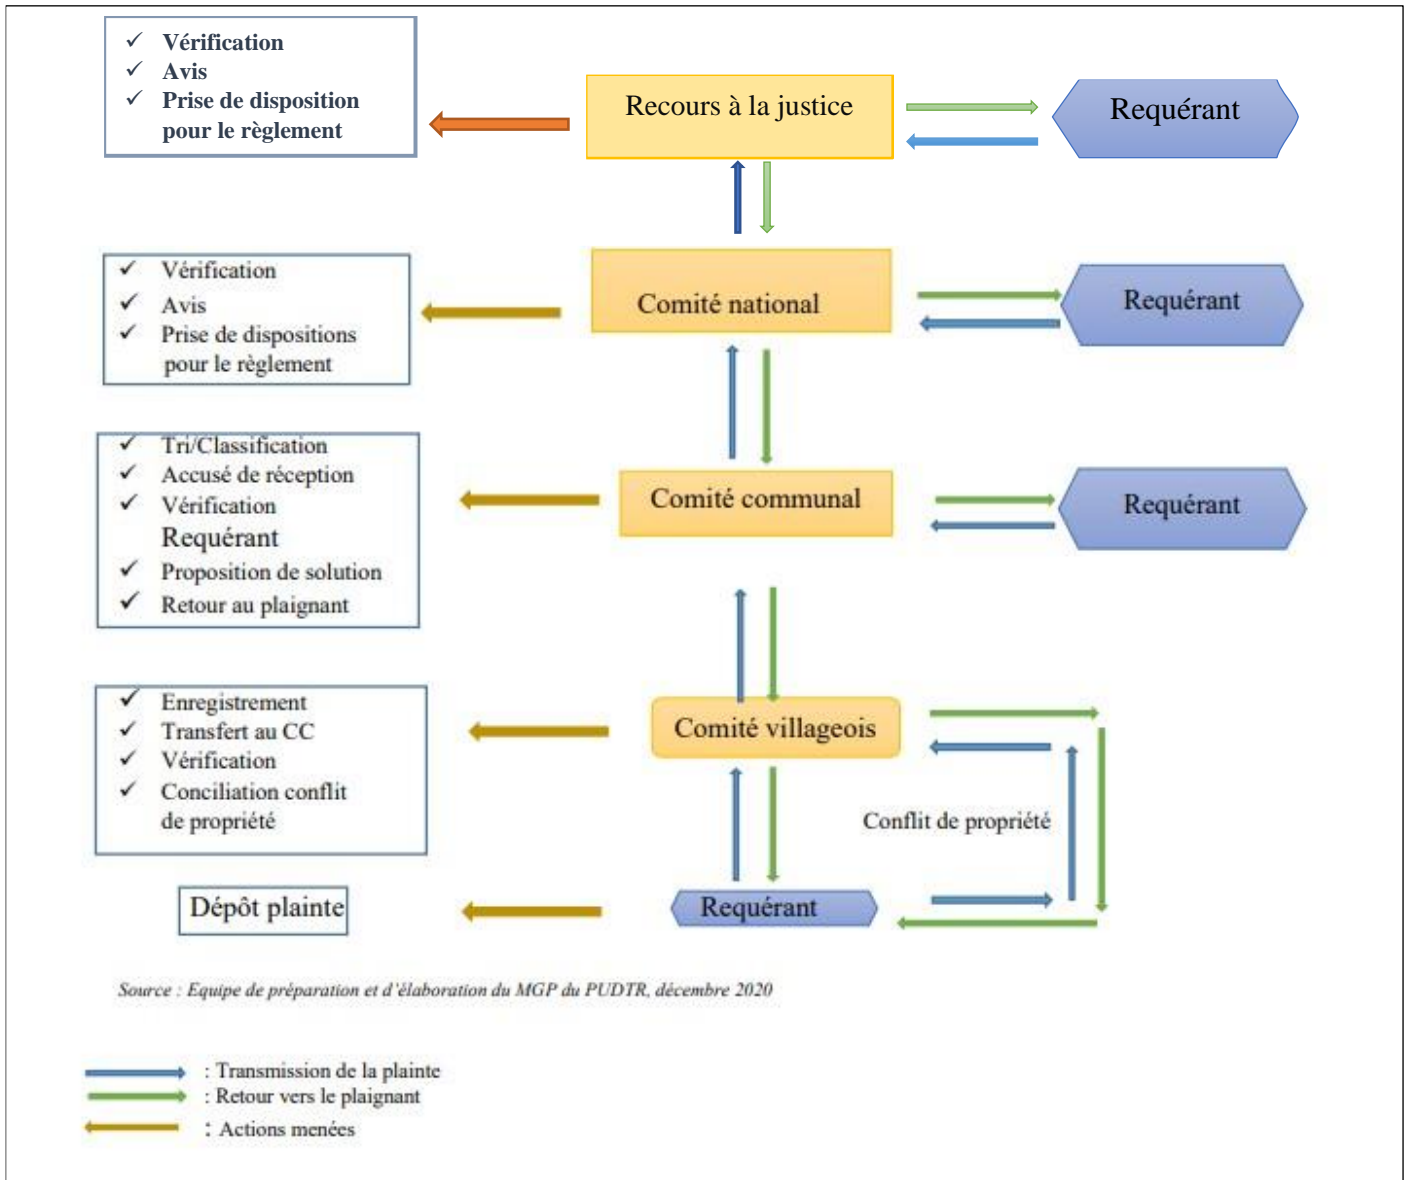 ✓ Vérification
✓ Avis
✓ Prise de disposition
pour le règlement
Recours à la justice
Requérant
✓ Vérification
✓ Avis
✓ Prise de dispositions
pour le règlement
Comité national
Requérant
✓ Tri/Classification
✓ Accusé de réception
✓ Vérification
Requérant
✓ Proposition de solution
✓ Retour au plaignant
Comité communal
Requérant
✓ Enregistrement
✓ Transfert au CC
✓ Vérification
✓ Conciliation conflit
de propriété
Comité villageois
Conflit de propriété
Dépôt plainte
Requérant
Source : Equipe de préparation et d'élaboration du MGP du PUDTR, décembre 2020
: Transmission de la plainte
: Retour vers le plaignant
: Actions menées